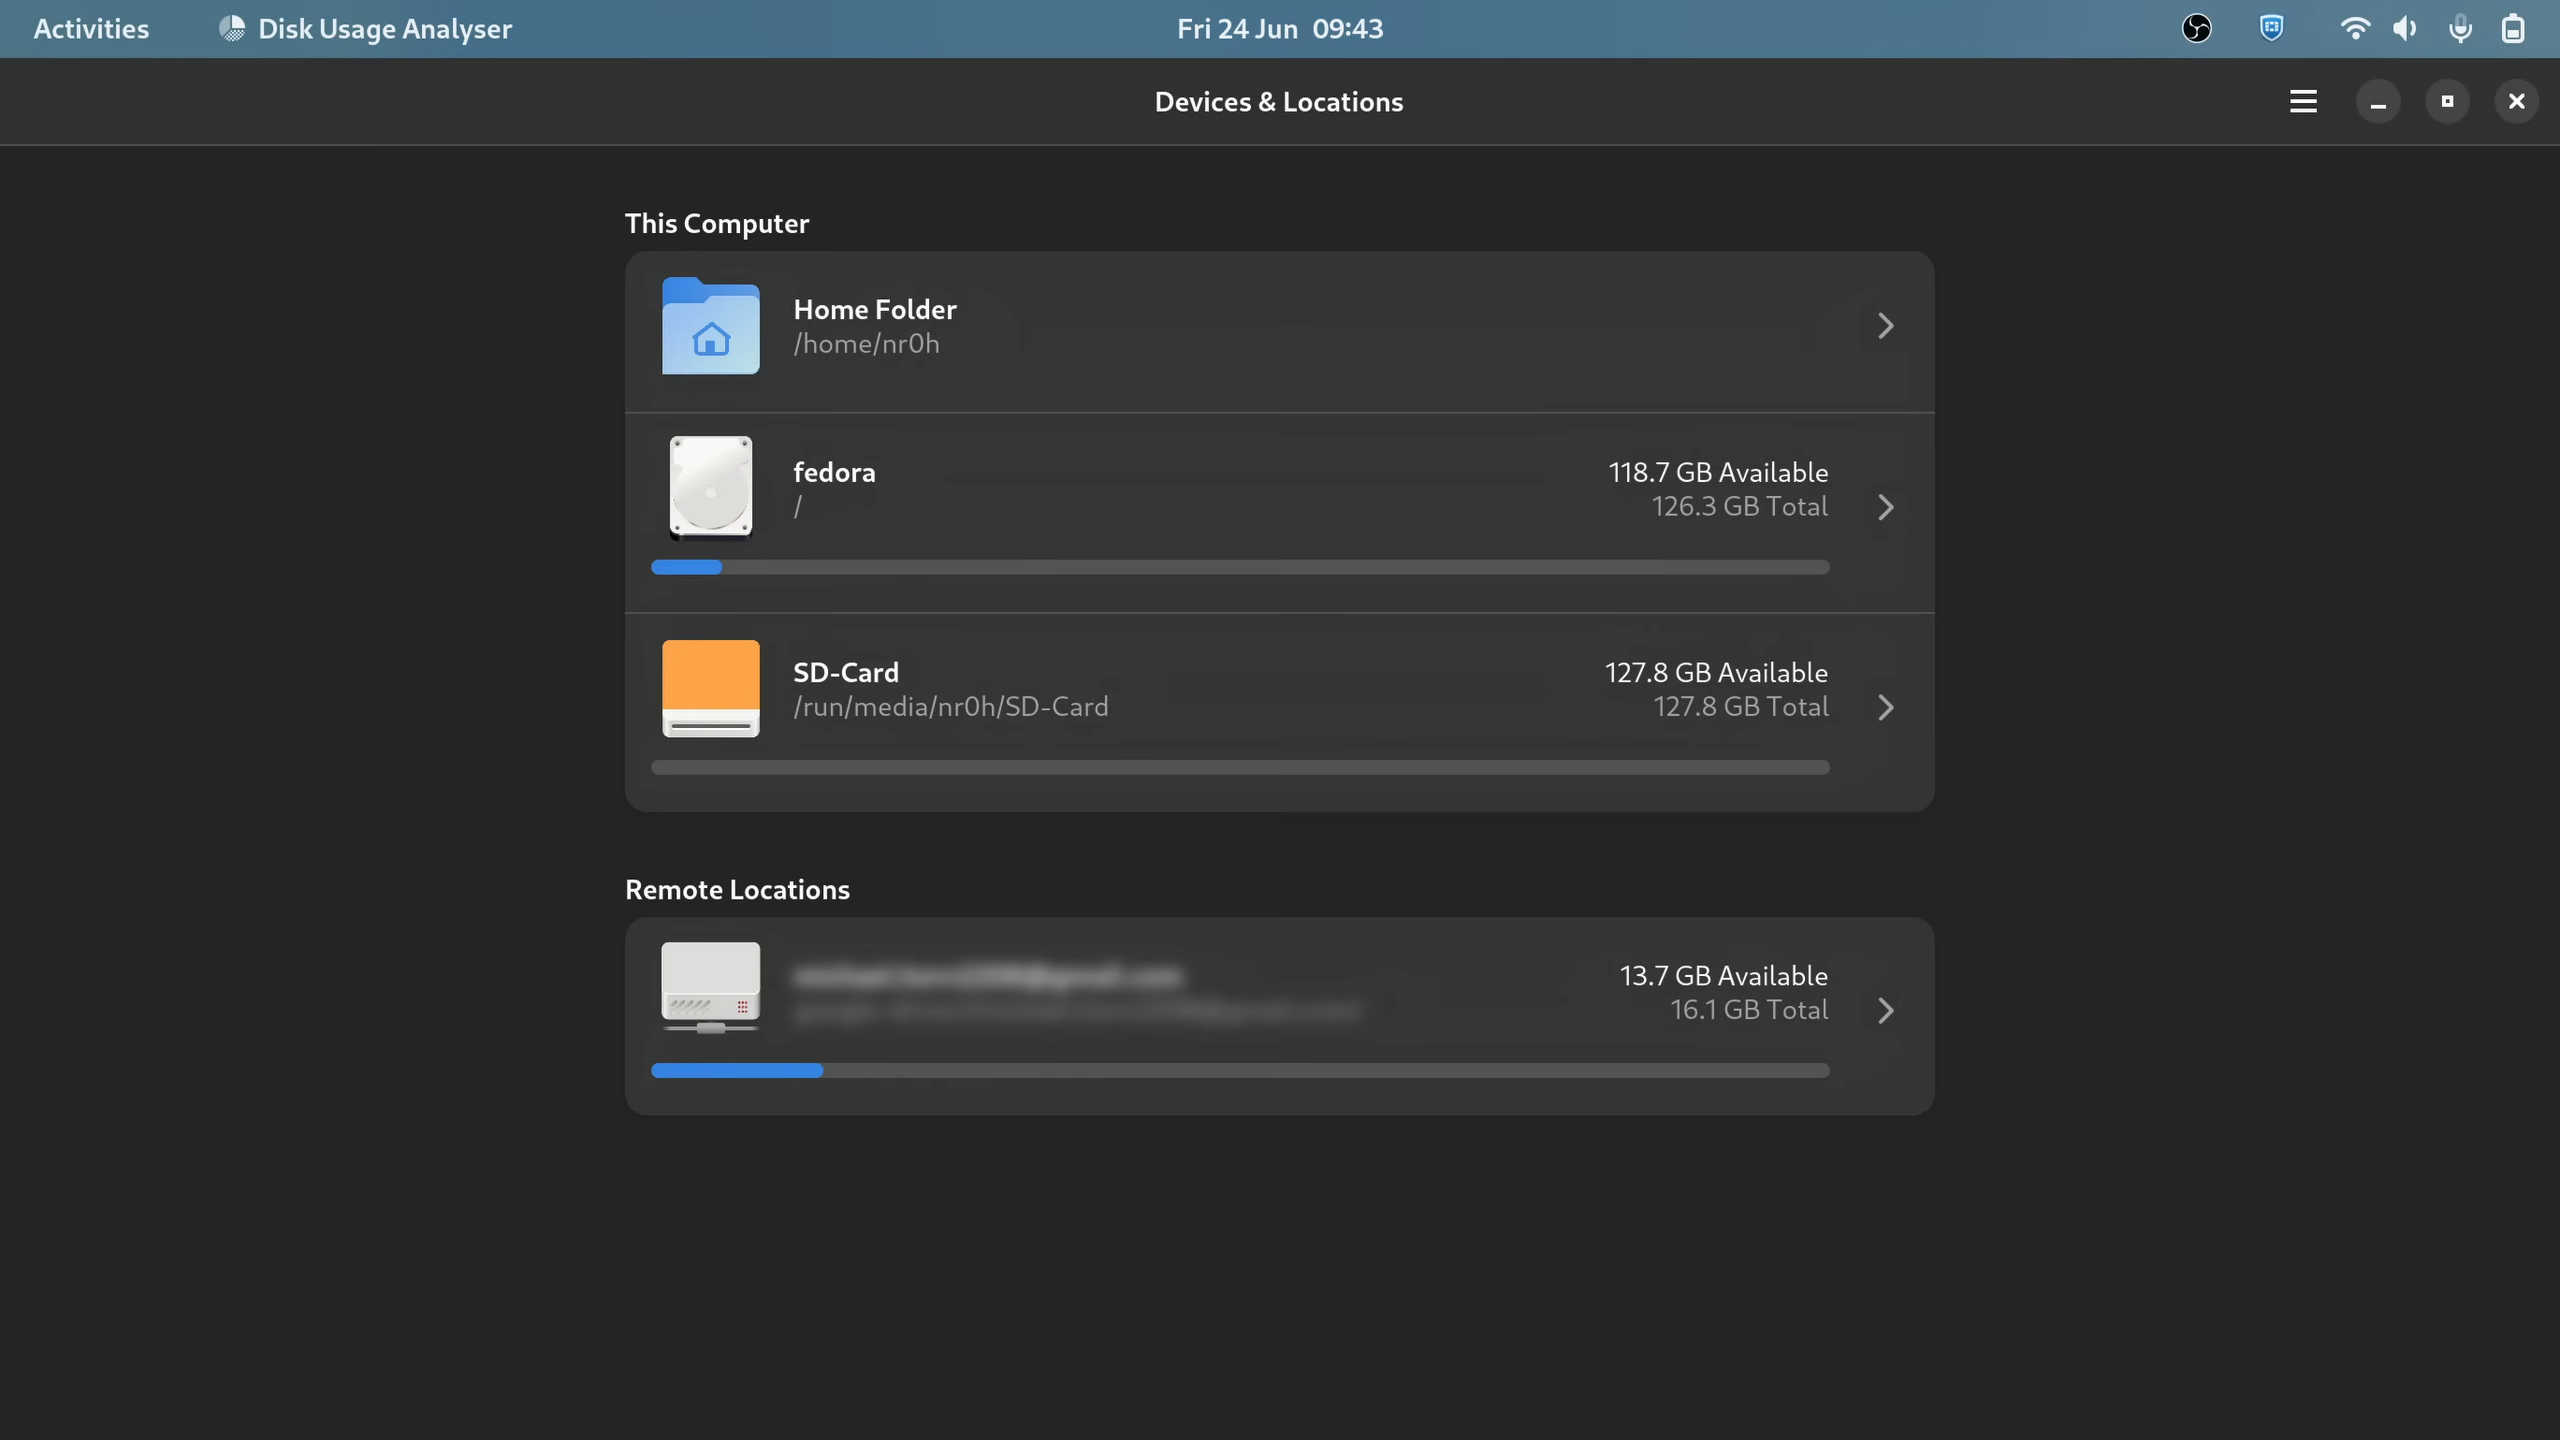 Activities
Disk Usage Analyser
Fri 24 Jun 09:43
Devices & Locations
This Computer
Home Folder
/home/nr0h
fedora
118.7 GB Available
/
126.3 GB Total
SD-Card
127.8 GB Available
/run/media/nr0h/SD-Card
127.8 GB Total
Remote Locations
13.7 GB Available
16.1 GB Total